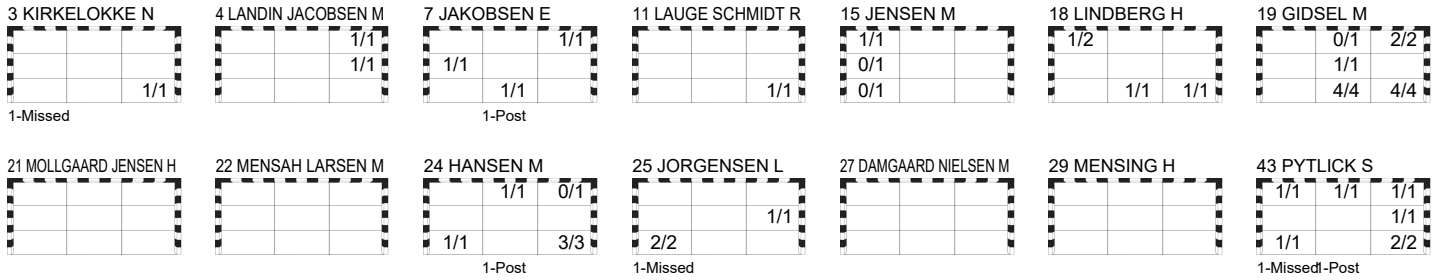 3 KIRKELOKKE N 4 LANDIN JACOBSEN M 7 JAKOBSEN E 11 LAUGE SCHMIDT R 15 JENSEN M 18 LINDBERG H 19 GIDSEL M
1/1 1/1 1/1 1/2 0/1 2/2
1/1 1/1 0/1 1/1
1/1 1/1 1/1 0/1 1/1 1/1 4/4 4/4
1-Missed 1-Post
21 MOLLGAARD JENSEN H 22 MENSAH LARSEN M 24 HANSEN M 25 JORGENSEN L 27 DAMGAARD NIELSEN M 29 MENSING H 43 PYTLICK S
1/1 0/1 1/1 1/1 1/1
1/1 1/1
1/1 3/3 2/2 1/1 2/2
1-Post 1-Missed 1-Missed1-Post